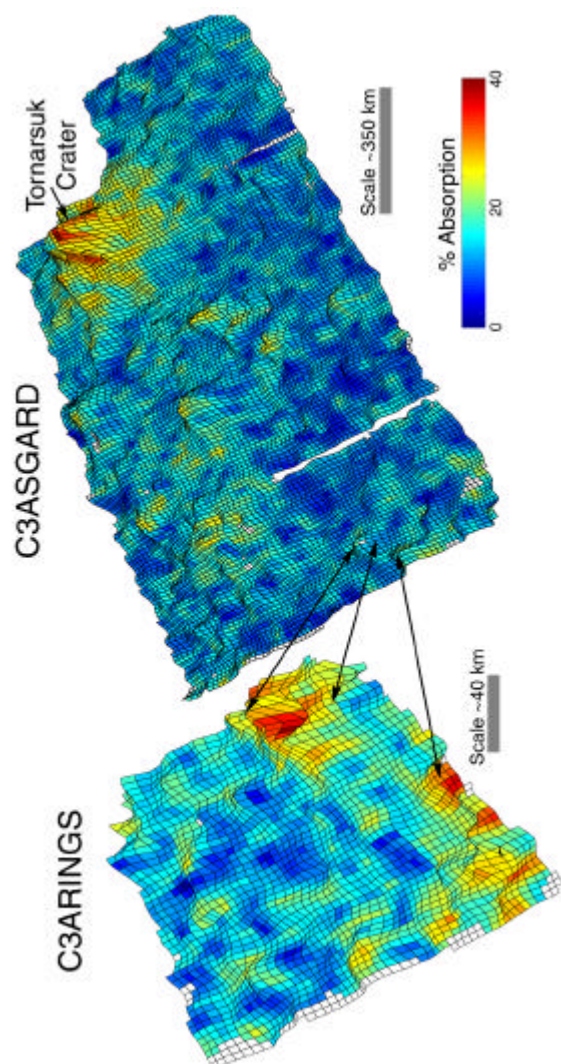 C3ARINGS
C3ASGARD
Tornarsuk
Crater
Scale ~40 km
Scale ~350 km
% Absorption
0
20
40